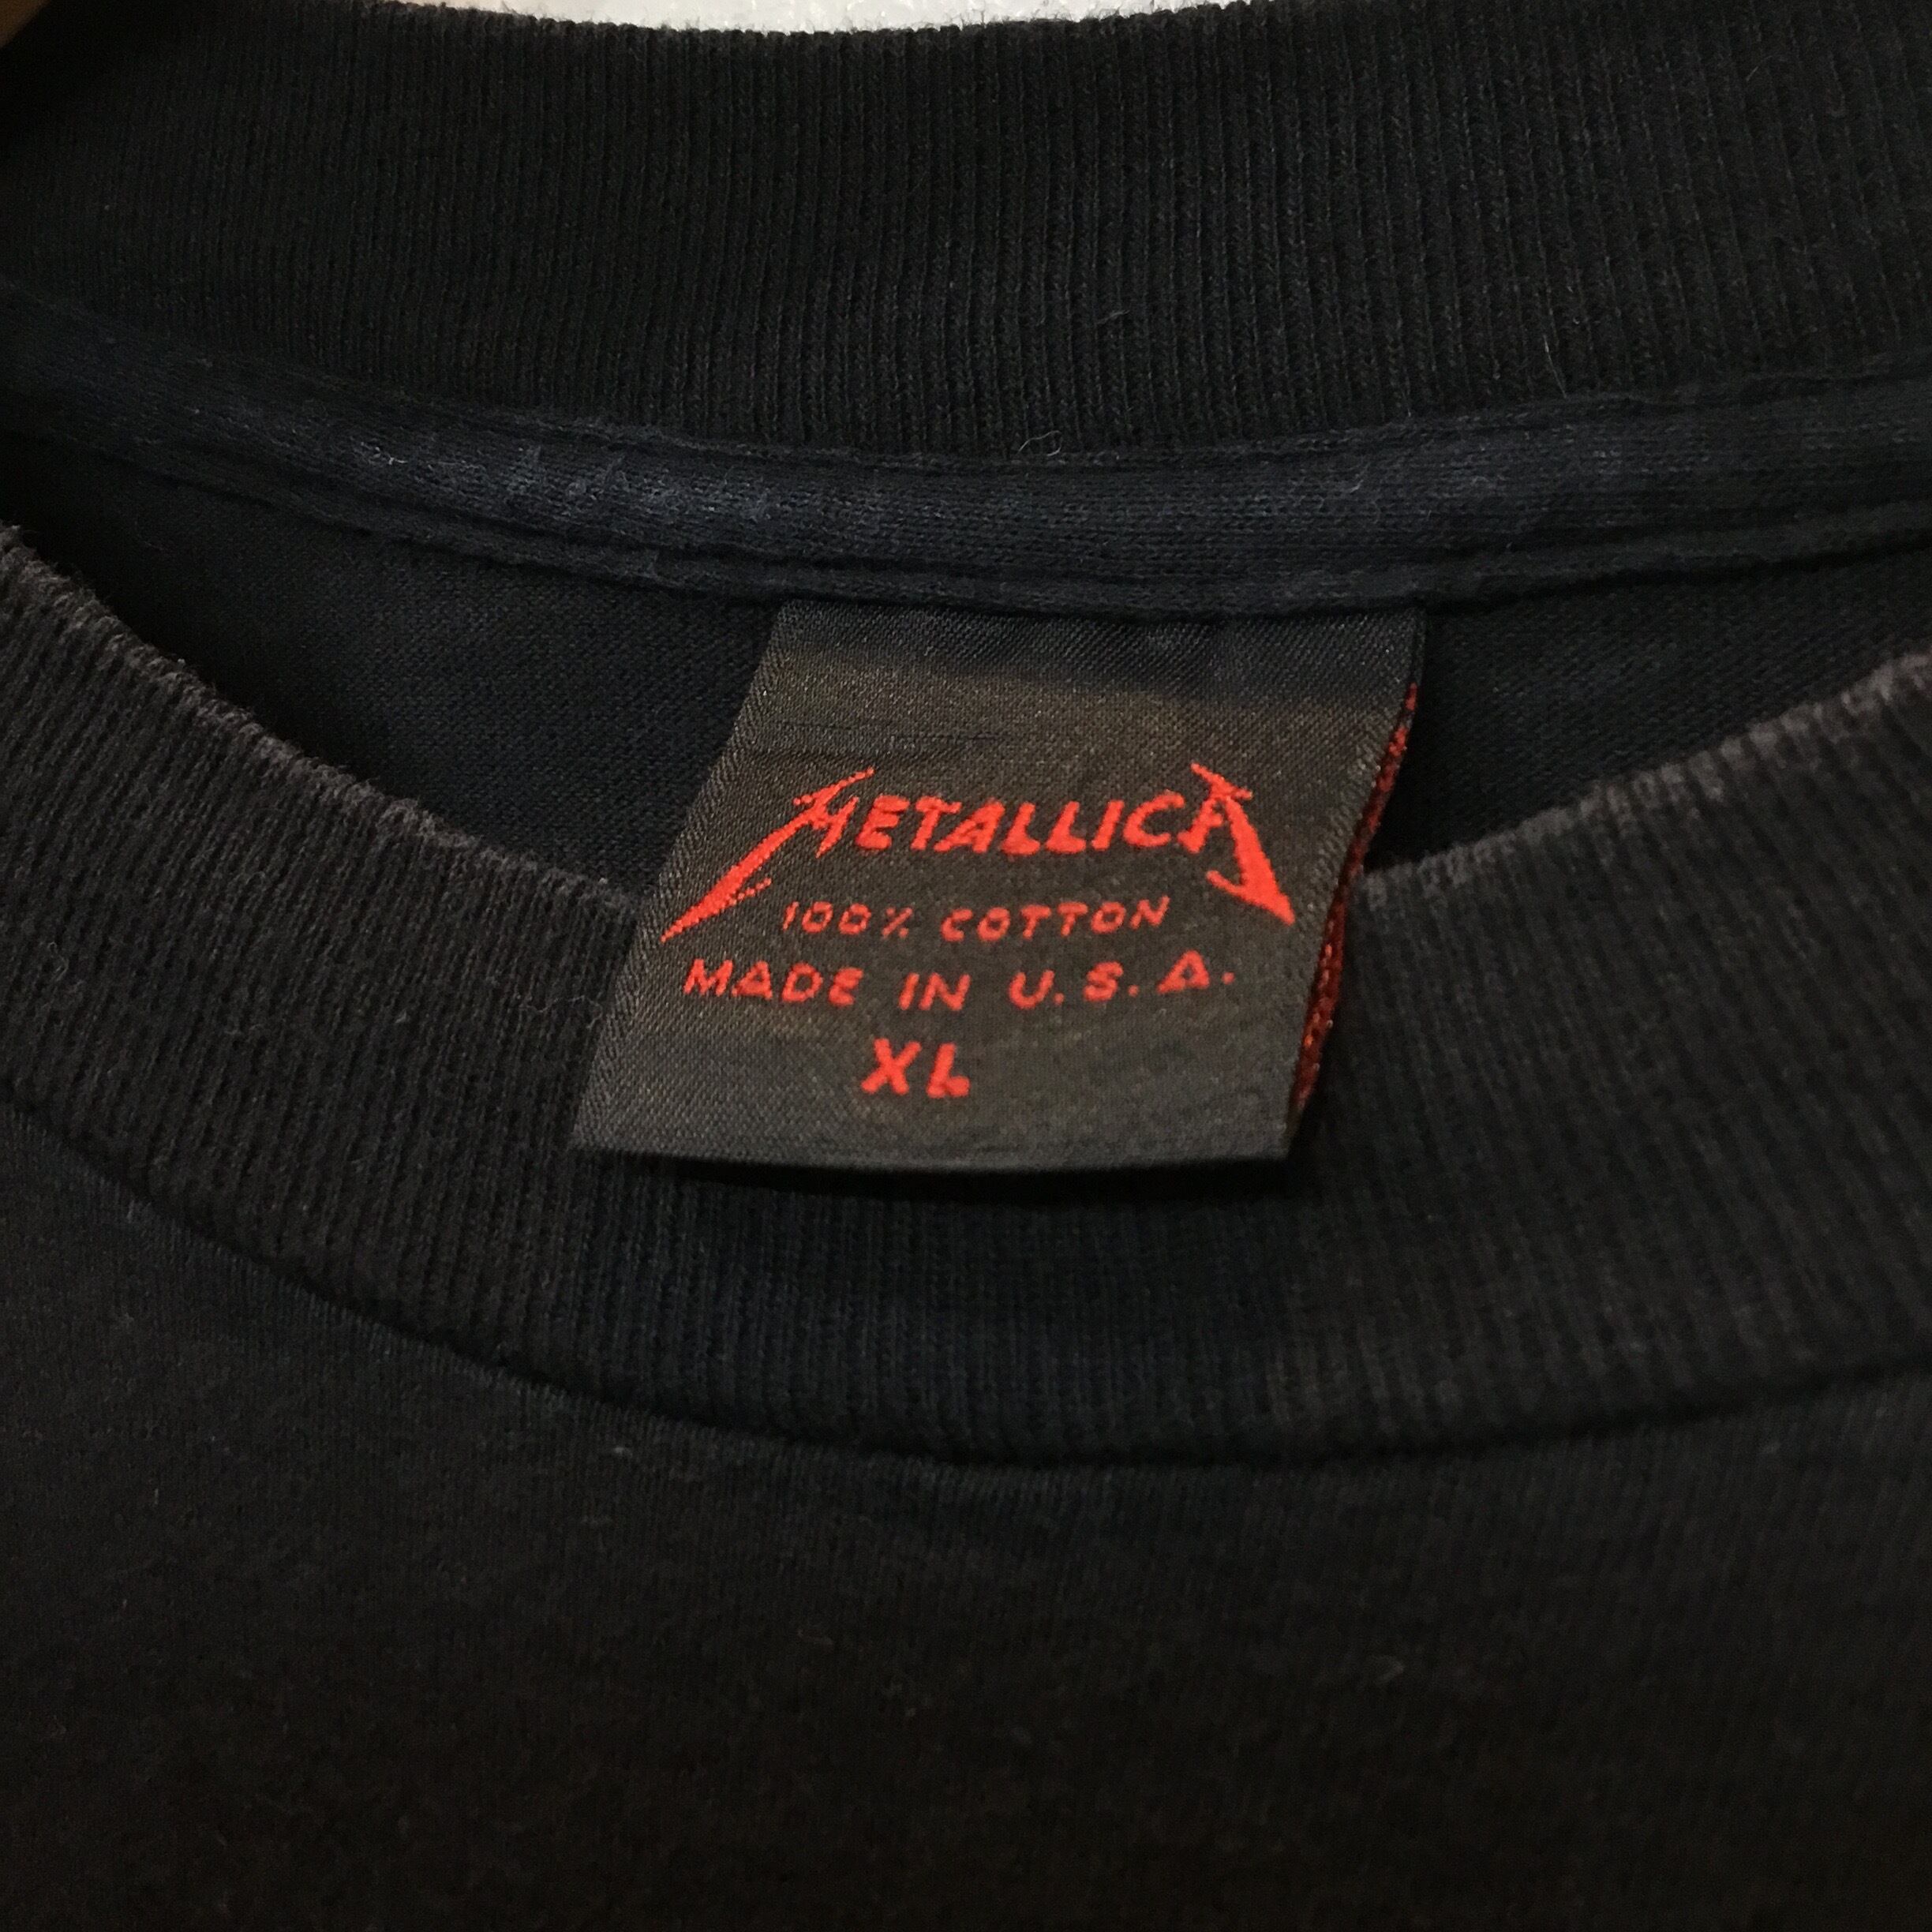 METALLICA
100% COTTON
MADE IN U.S.A.
XL